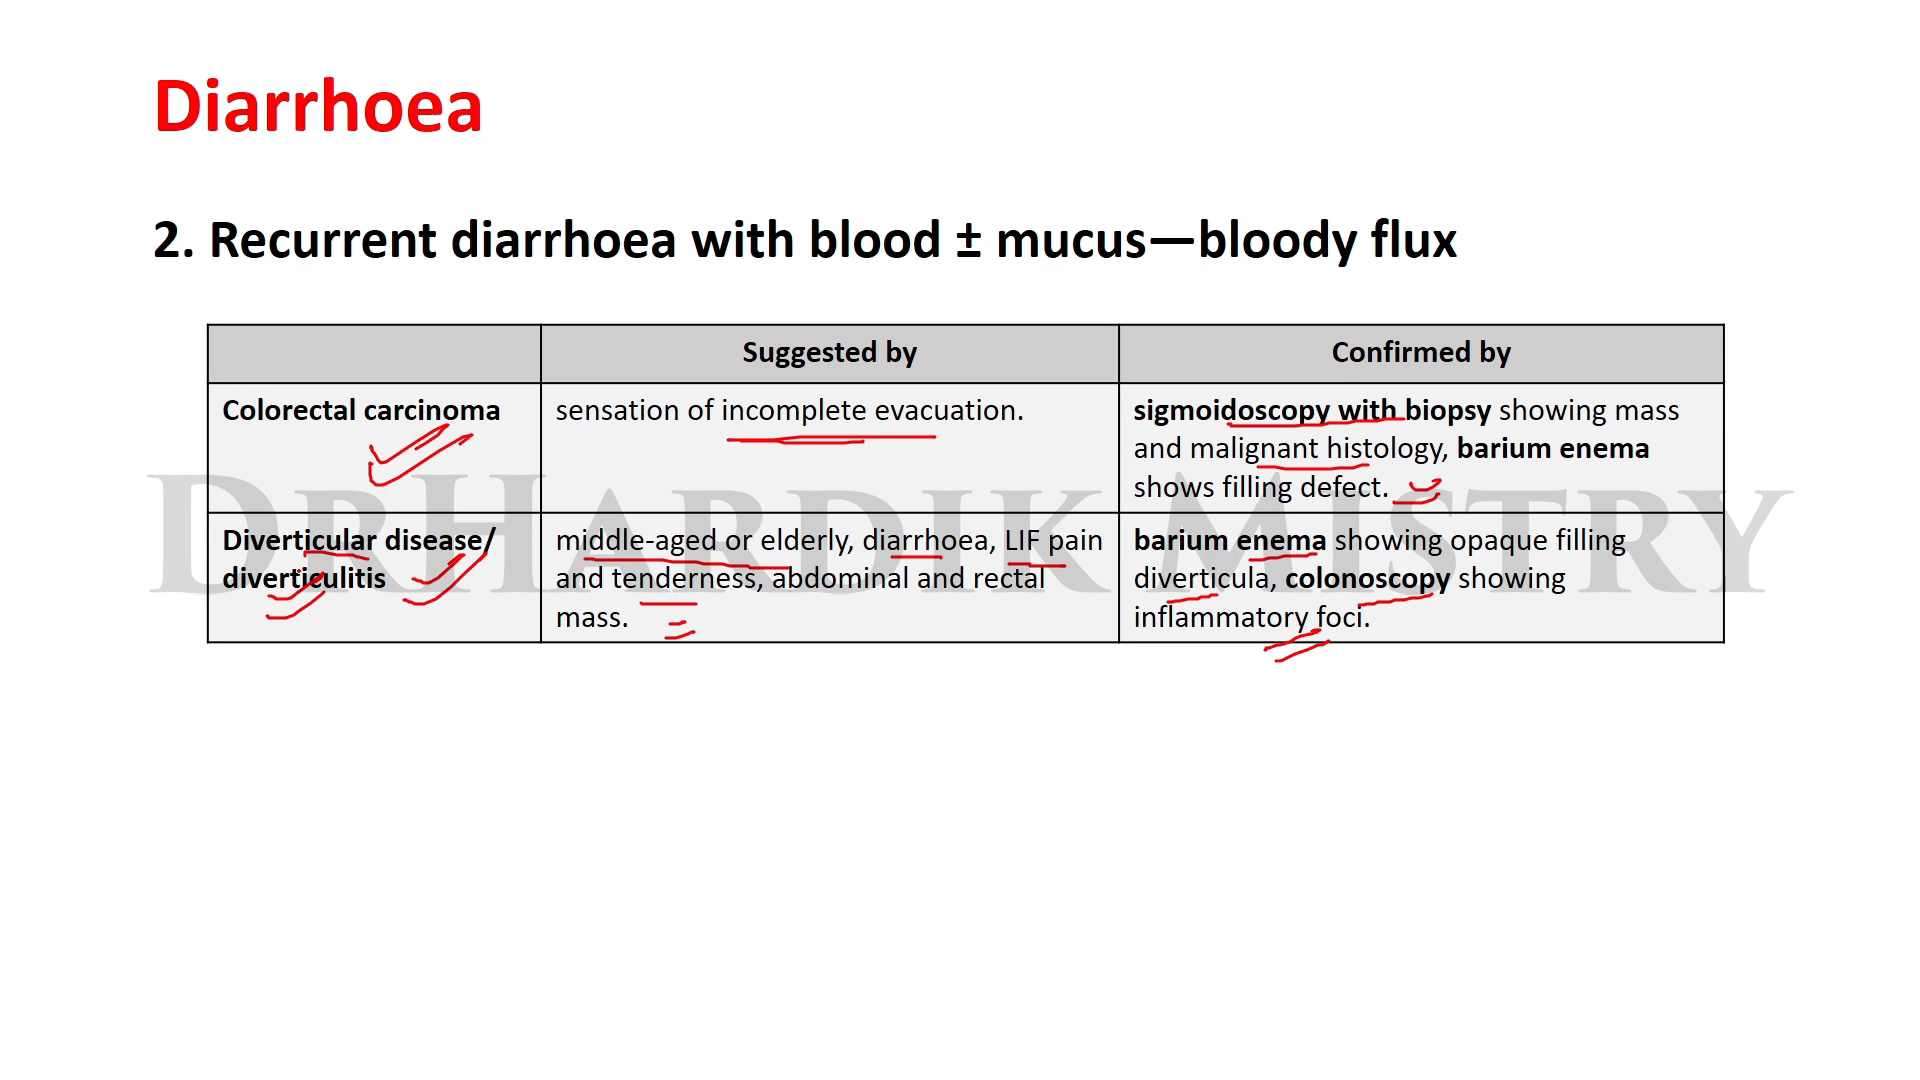 Diarrhoea
2. Recurrent diarrhoea with blood ± mucus—bloody flux
Suggested by
Confirmed by
Colorectal carcinoma
sensation of incomplete evacuation.
sigmoidoscopy with biopsy showing mass
and malignant histology, barium enema
shows filling defect.
Diverticular disease/
diverticulitis
middle-aged or elderly, diarrhoea, LIF pain
and tenderness, abdominal and rectal
mass.
barium enema showing opaque filling
diverticula, colonoscopy showing
inflammatory foci.
DrHardik Mistry